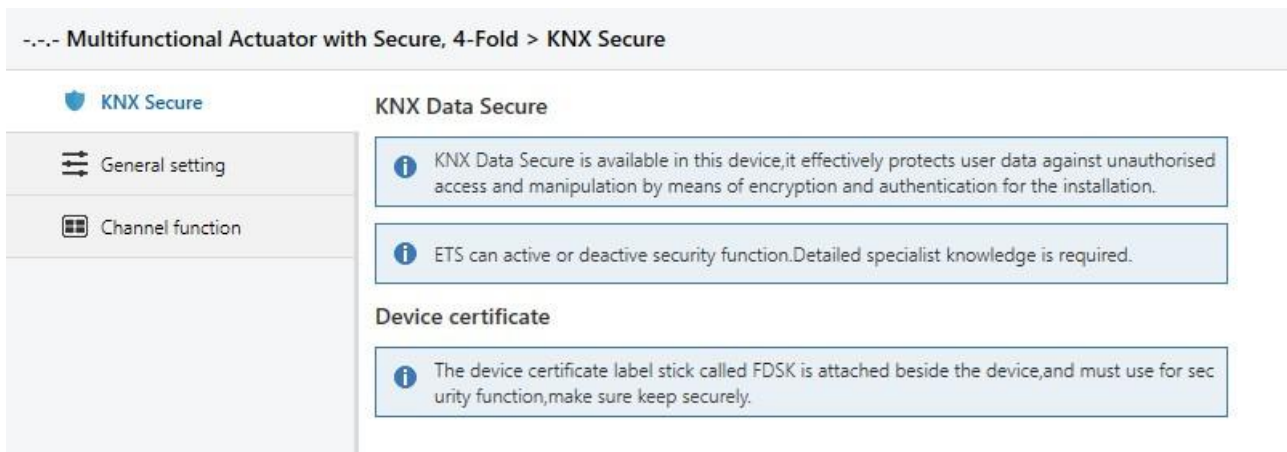 -.-.- Multifunctional Actuator with Secure, 4-Fold > KNX Secure
KNX Secure
General setting
Channel function
KNX Data Secure
KNX Data Secure is available in this device,it effectively protects user data against unauthorised
access and manipulation by means of encryption and authentication for the installation.
ETS can active or deactive security function.Detailed specialist knowledge is required.
Device certificate
The device certificate label stick called FDSK is attached beside the device,and must use for sec
urity function,make sure keep securely.